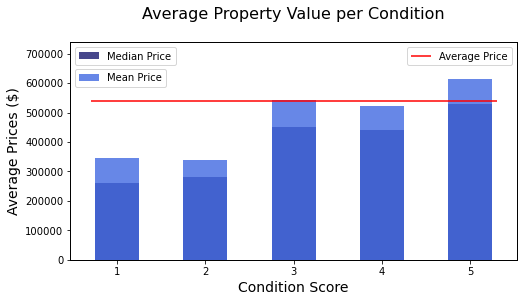 Average Property Value per Condition
Median Price
Mean Price
Average Price
Average Prices ($)
700000
600000
500000
400000
300000
200000
100000
0
1 2 3 4 5
Condition Score